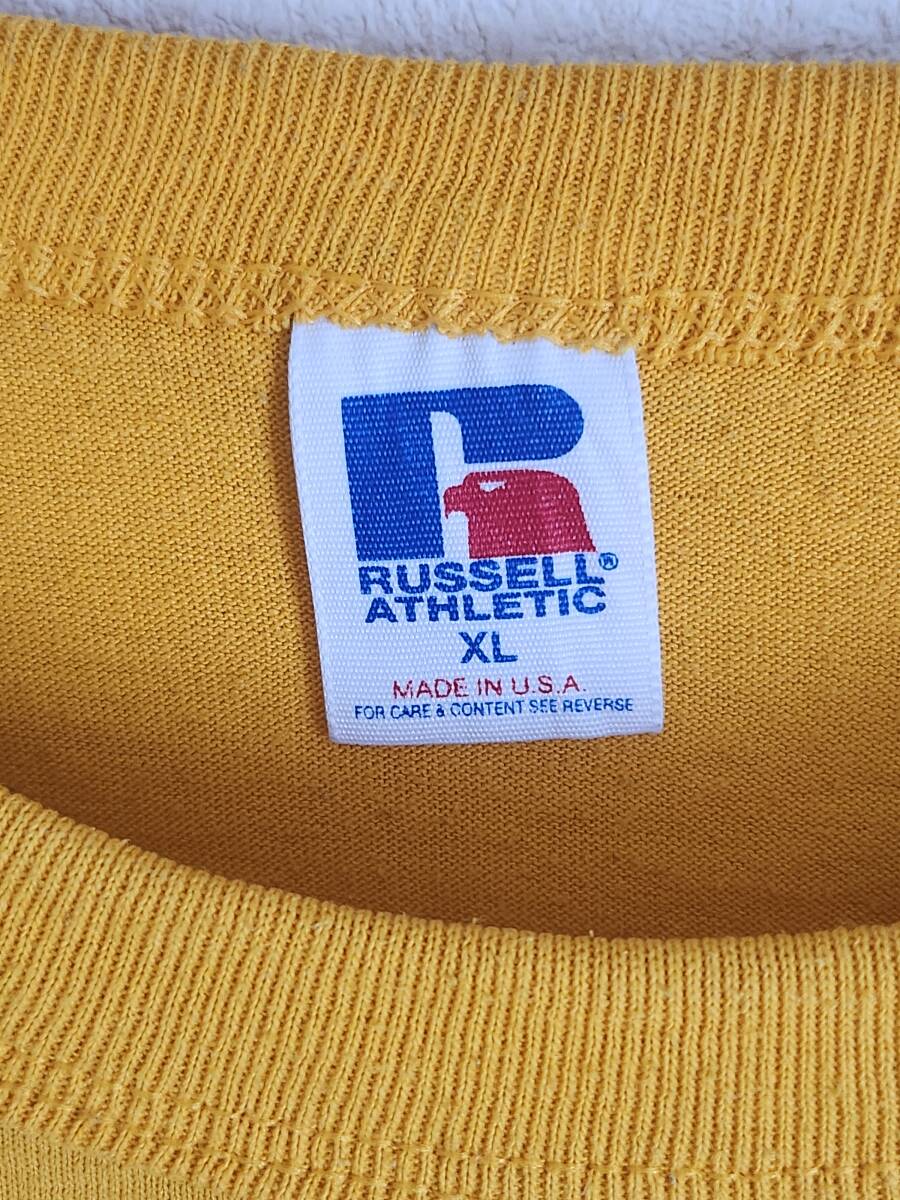 R
RUSSELL®
ATHLETIC
XL
MADE IN U.S.A.
FOR CARE & CONTENT SEE REVERSE